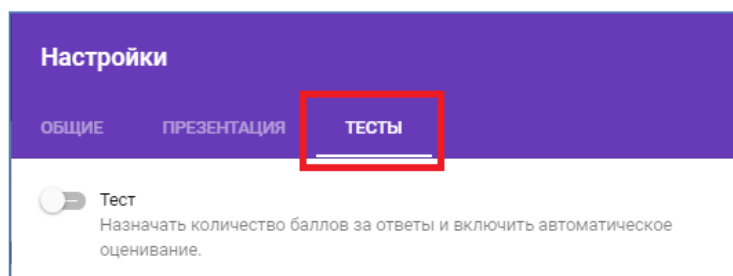 Настройки
ОБЩИЕ ПРЕЗЕНТАЦИЯ ТЕСТЫ
Тест
Назначать количество баллов за ответы и включить автоматическое
оценивание.